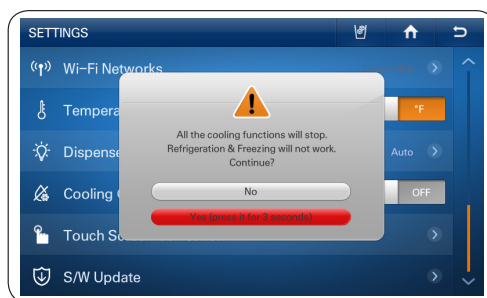 SETTINGS
Wi-Fi Networks
Tempera
°F
Dispense
Auto
Cooling
OFF
Touch S
S/W Update
All the cooling functions will stop.
Refrigeration & Freezing will not work.
Continue?
No
Yes (press it for 3 seconds)